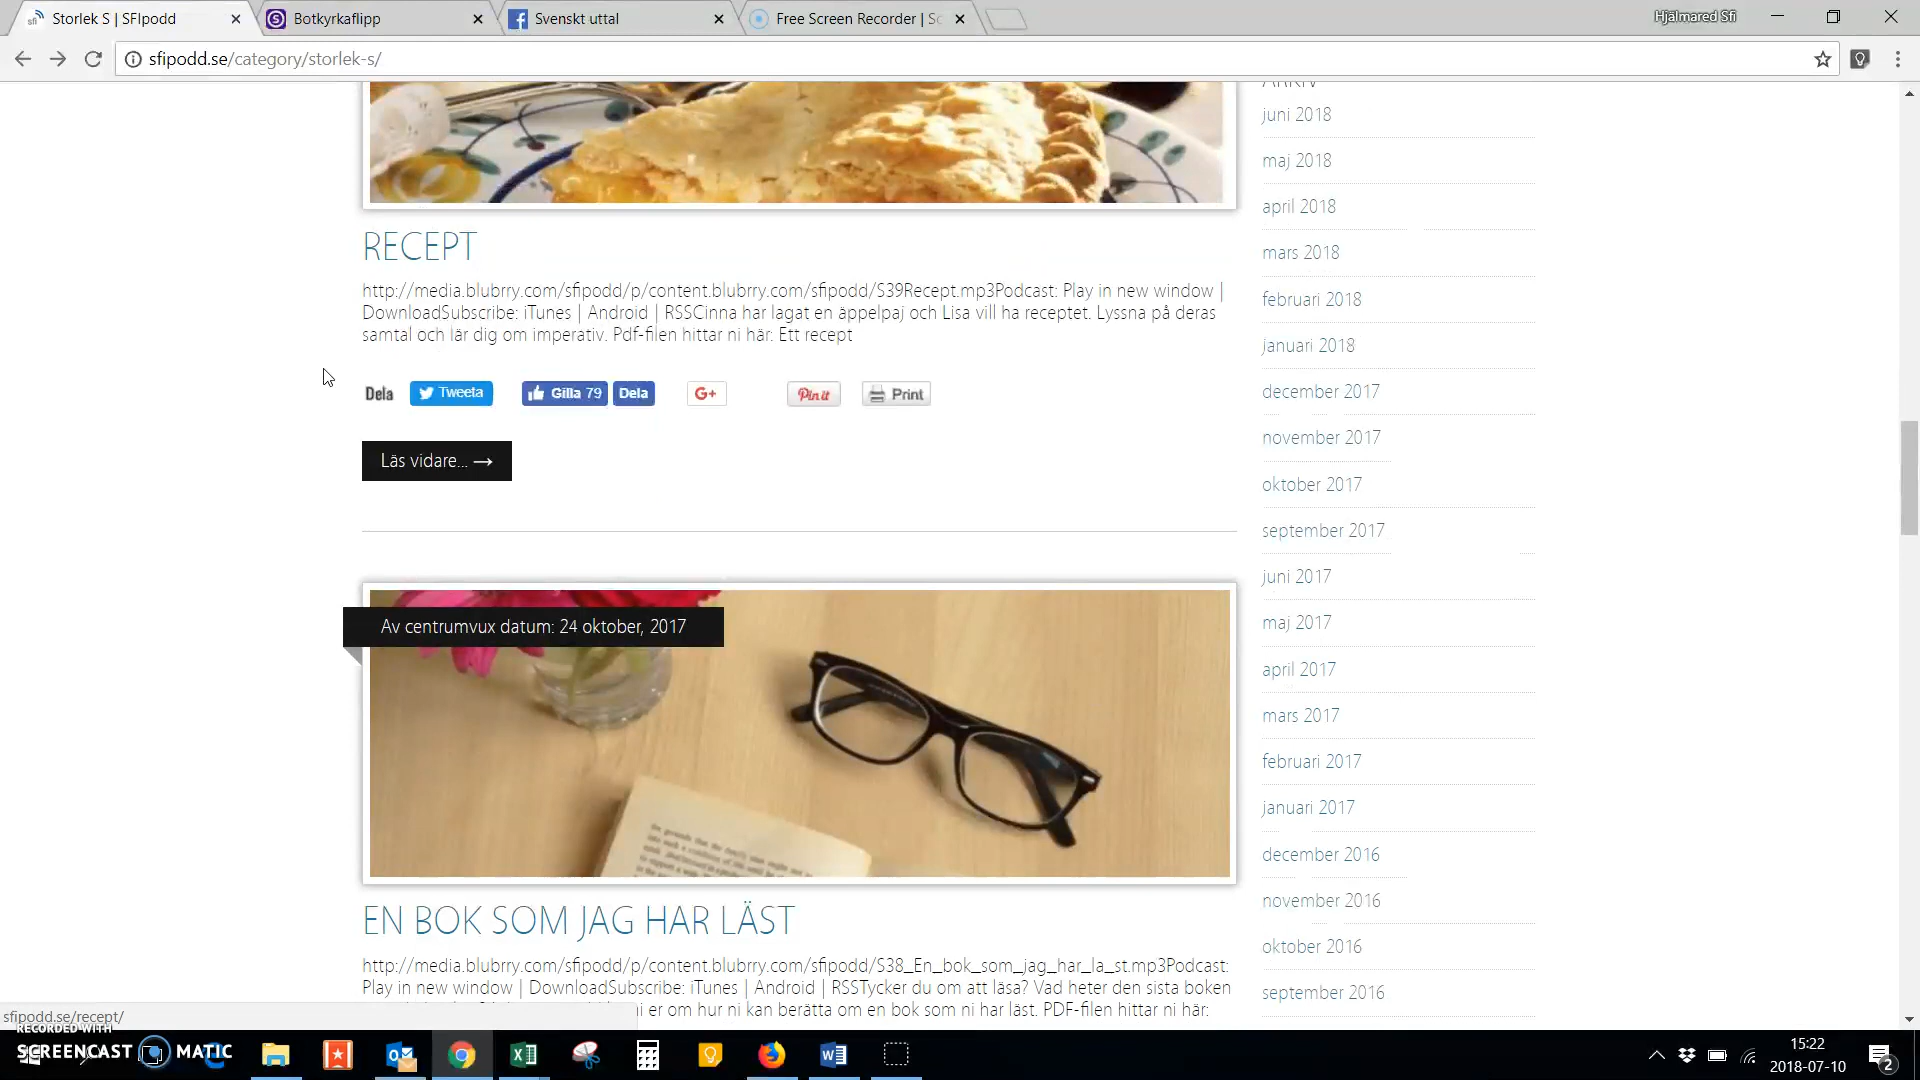 Storlek S | SFIpodd
Botkyrkaflipp
Svenskt uttal
Free Screen Recorder | Sc
Hjälmared Sfi
sfipodd.se/category/storlek-s/
ARKIV
juni 2018
maj 2018
april 2018
mars 2018
februari 2018
januari 2018
december 2017
november 2017
oktober 2017
september 2017
juni 2017
maj 2017
april 2017
mars 2017
februari 2017
januari 2017
december 2016
november 2016
oktober 2016
september 2016
RECEPT
http://media.blubrry.com/sfipodd/p/content.blubrry.com/sfipodd/S39Recept.mp3Podcast: Play in new window |
DownloadSubscribe: iTunes | Android | RSSCinna har lagat en äppelpaj och Lisa vill ha receptet. Lyssna på deras
samtal och lär dig om imperativ. Pdf-filen hittar ni här: Ett recept
Dela Tweeta Gilla 79 Dela G+ Pin it Print
Läs vidare... →
Av centrumvux datum: 24 oktober, 2017
EN BOK SOM JAG HAR LÄST
http://media.blubrry.com/sfipodd/p/content.blubrry.com/sfipodd/S38_En_bok_som_jag_har_la_st.mp3Podcast:
Play in new window | DownloadSubscribe: iTunes | Android | RSSTycker du om att läsa? Vad heter den sista boken
ni er om hur ni kan berätta om en bok som ni har läst. PDF-filen hittar ni här:
sfipodd.se/recept/
RECORDED WITH
SCREENCAST MATIC
15:22
2018-07-10
2